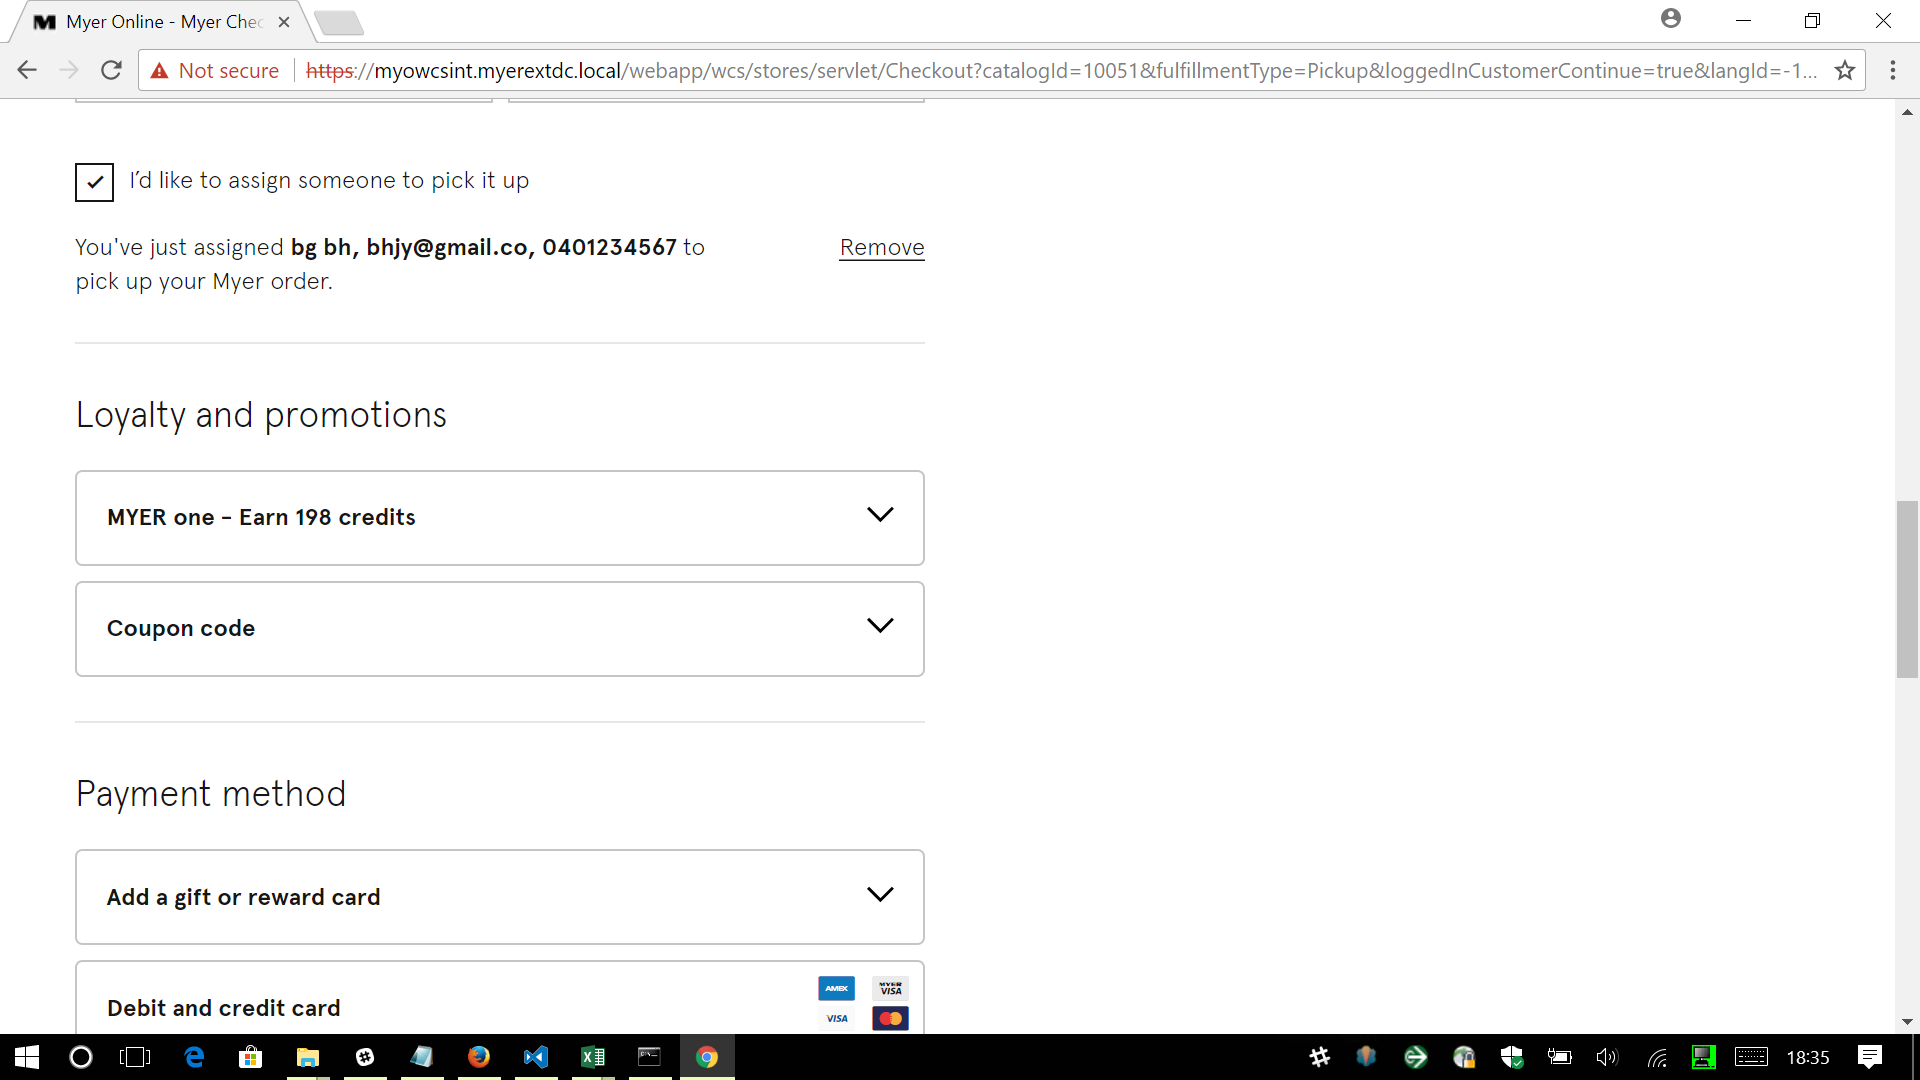 Myer Online - Myer Chec
Not secure
https://myowcsint.myerextdc.local/webapp/wcs/stores/servlet/Checkout?catalogId=10051&fulfillmentType=Pickup&loggedInCustomerContinue=true&langId=-1...
I’d like to assign someone to pick it up
You've just assigned bg bh, bhjy@gmail.co, 0401234567 to
Remove
pick up your Myer order.
Loyalty and promotions
MYER one - Earn 198 credits
Coupon code
Payment method
Add a gift or reward card
AMEX
MYER
VISA
Debit and credit card
VISA
18:35